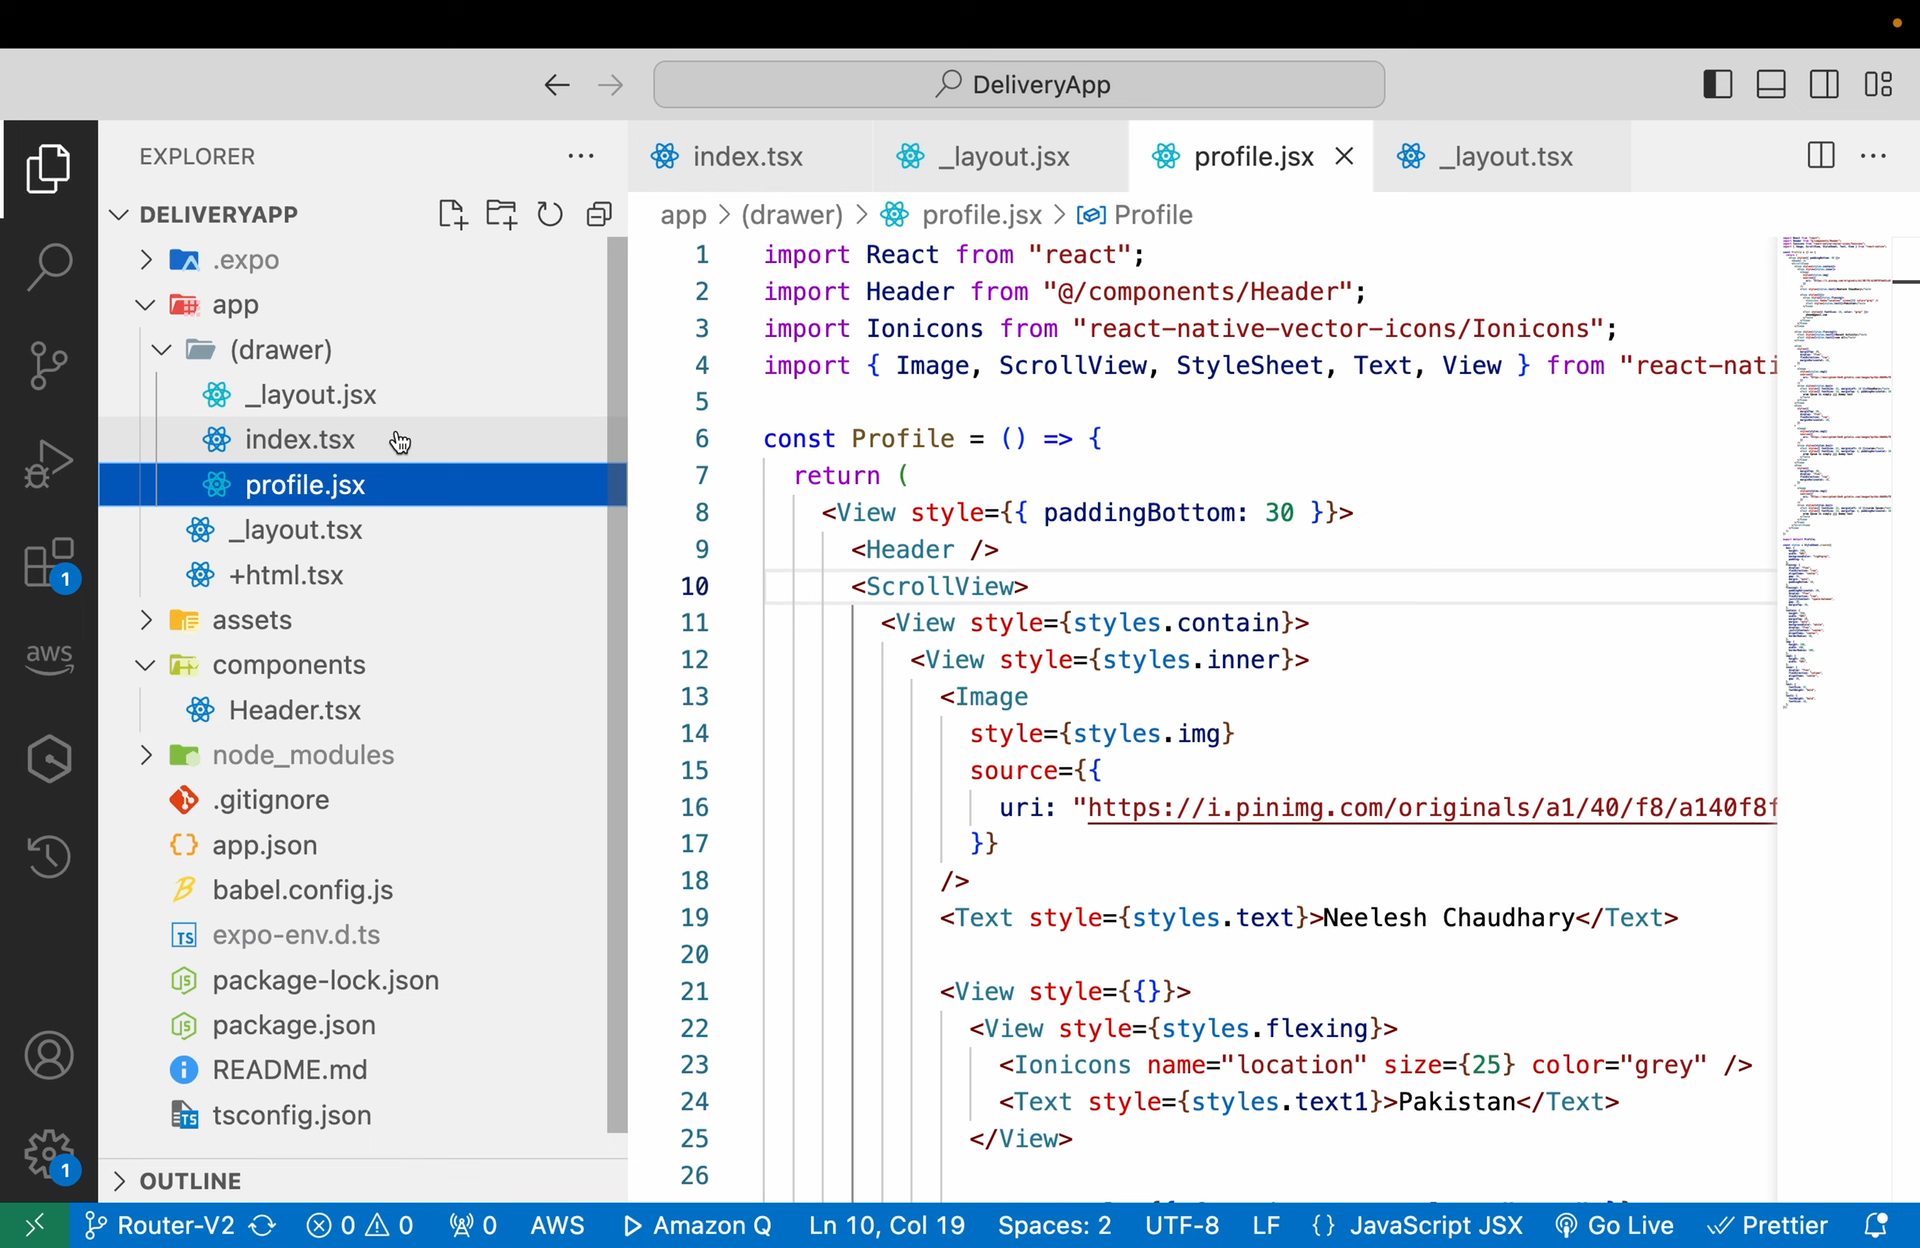 DeliveryApp
EXPLORER
index.tsx
_layout.jsx
profile.jsx
_layout.tsx
DELIVERYAPP
.expo
app
(drawer)
_layout.jsx
index.tsx
profile.jsx
_layout.tsx
+html.tsx
assets
components
Header.tsx
node_modules
.gitignore
app.json
babel.config.js
expo-env.d.ts
package-lock.json
package.json
README.md
tsconfig.json
OUTLINE
1
aws
1
app > (drawer) > profile.jsx > Profile
1 import React from "react";
2 import Header from "@/components/Header";
3 import Ionicons from "react-native-vector-icons/Ionicons";
4 import { Image, ScrollView, StyleSheet, Text, View } from "react-nati
5
6 const Profile = () => {
7 return (
8 <View style={{ paddingBottom: 30 }}>
9 <Header />
10 <ScrollView>
11 <View style={styles.contain}>
12 <View style={styles.inner}>
13 <Image
14 style={styles.img}
15 source={{
16 uri: "https://i.pinimg.com/originals/a1/40/f8/a140f8f
17 }}
18 />
19 <Text style={styles.text}>Neelesh Chaudhary</Text>
20
21 <View style={{}}>
22 <View style={styles.flexing}>
23 <Ionicons name="location" size={25} color="grey" />
24 <Text style={styles.text1}>Pakistan</Text>
25 </View>
26
Router-V2 0 0 0 AWS Amazon Q Ln 10, Col 19 Spaces: 2 UTF-8 LF {} JavaScript JSX Go Live Prettier